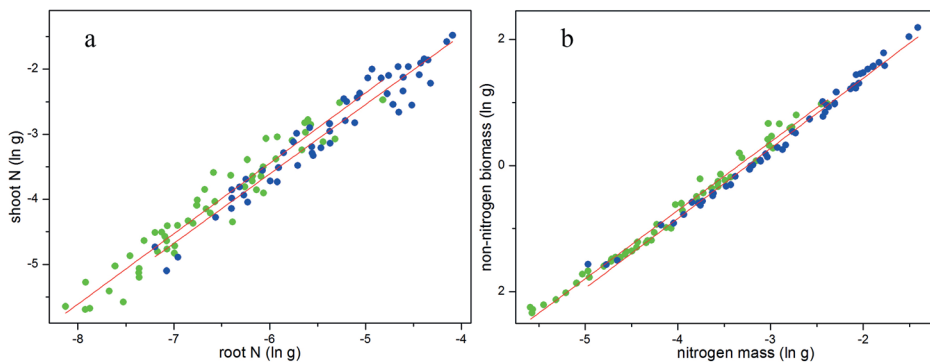 a
-2
-3
-4
-5
shoot N (ln g)
-8 -7 -6 -5 -4
root N (ln g)
b
2
0
2
non-nitrogen biomass (ln g)
-5 -4 -3 -2
nitrogen mass (ln g)